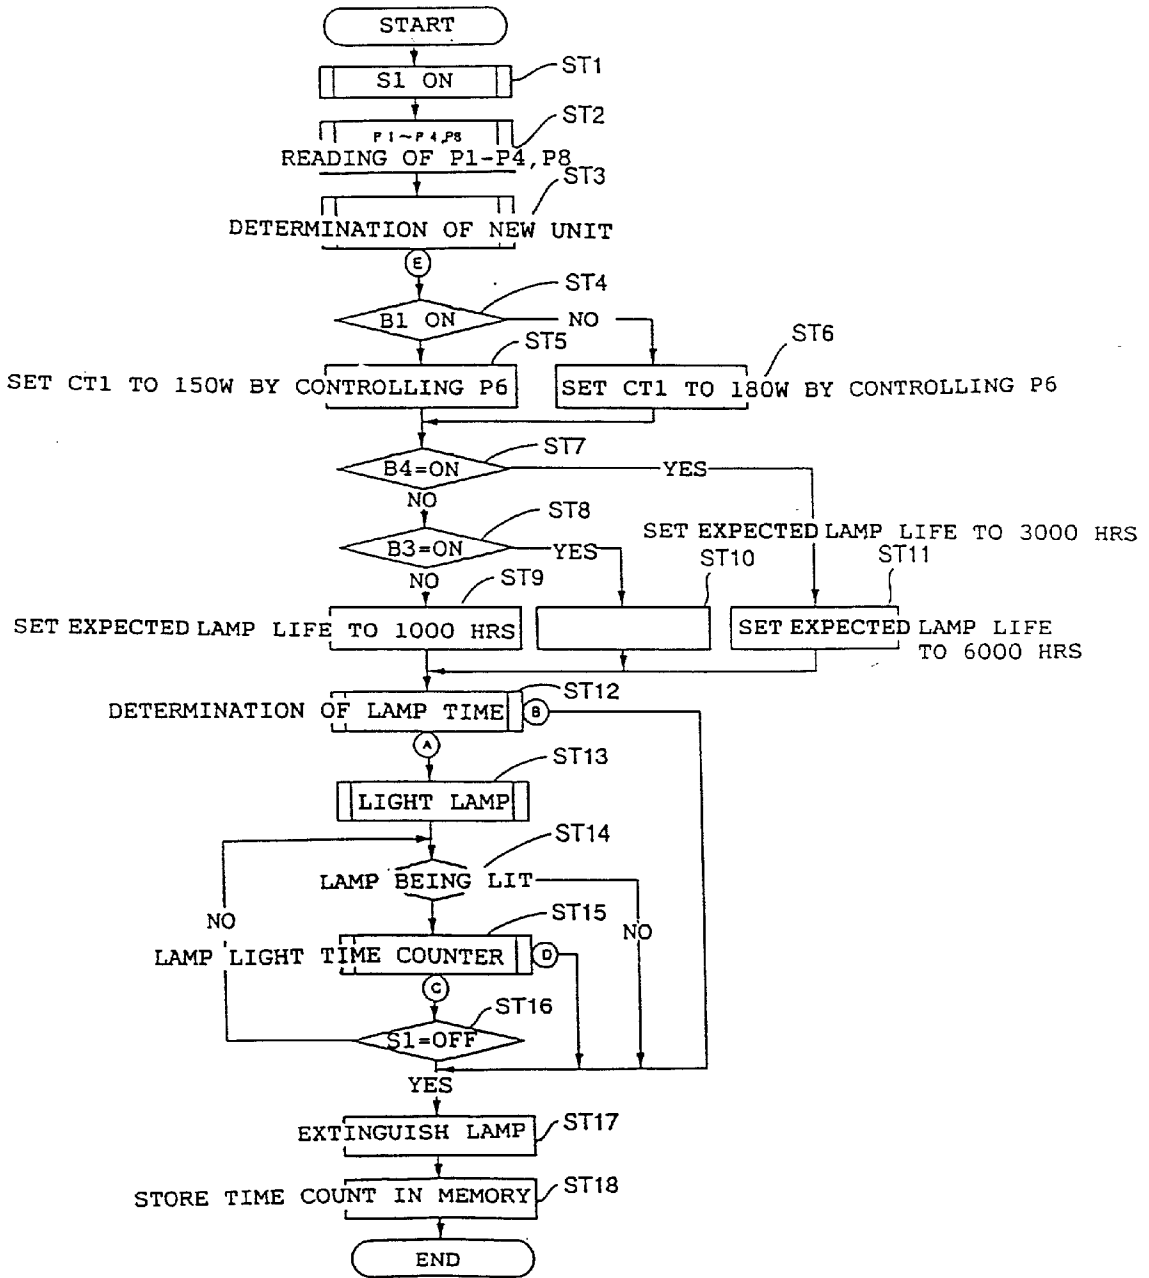 START
ST1
S1 ON
ST2
P1~P4,P8
READING OF P1-P4,P8
ST3
DETERMINATION OF NEW UNIT
E
ST4
B1 ON
NO
ST5
ST6
SET CT1 TO 150W BY CONTROLLING P6
SET CT1 TO 180W BY CONTROLLING P6
ST7
B4=ON
YES
NO
ST8
SET EXPECTED LAMP LIFE TO 3000 HRS
B3=ON
YES
ST10
ST11
NO
ST9
SET EXPECTED LAMP LIFE TO 1000 HRS
SET EXPECTED LAMP LIFE
TO 6000 HRS
ST12
DETERMINATION OF LAMP TIME
B
A
ST13
LIGHT LAMP
ST14
LAMP BEING LIT
NO
ST15
NO
LAMP LIGHT TIME COUNTER
D
C
ST16
S1=OFF
YES
ST17
EXTINGUISH LAMP
ST18
STORE TIME COUNT IN MEMORY
END